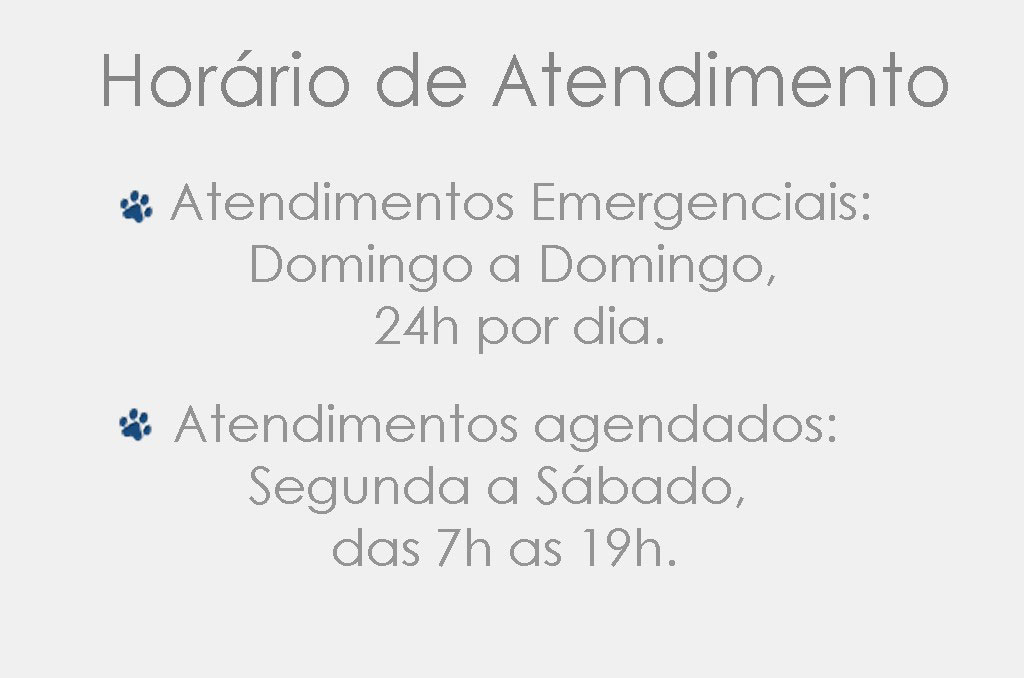 Horário de Atendimento
Atendimentos Emergenciais:
Domingo a Domingo,
24h por dia.
Atendimentos agendados:
Segunda a Sábado,
das 7h as 19h.